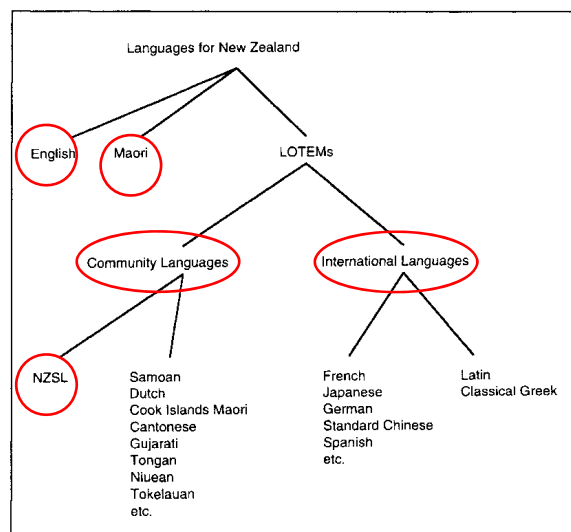 Languages for New Zealand
English
Maori
LOTEMs
Community Languages
International Languages
NZSL
Samoan
Dutch
Cook Islands Maori
Cantonese
Gujarati
Tongan
Niuean
Tokelauan
etc.
French
Japanese
German
Standard Chinese
Spanish
etc.
Latin
Classical Greek